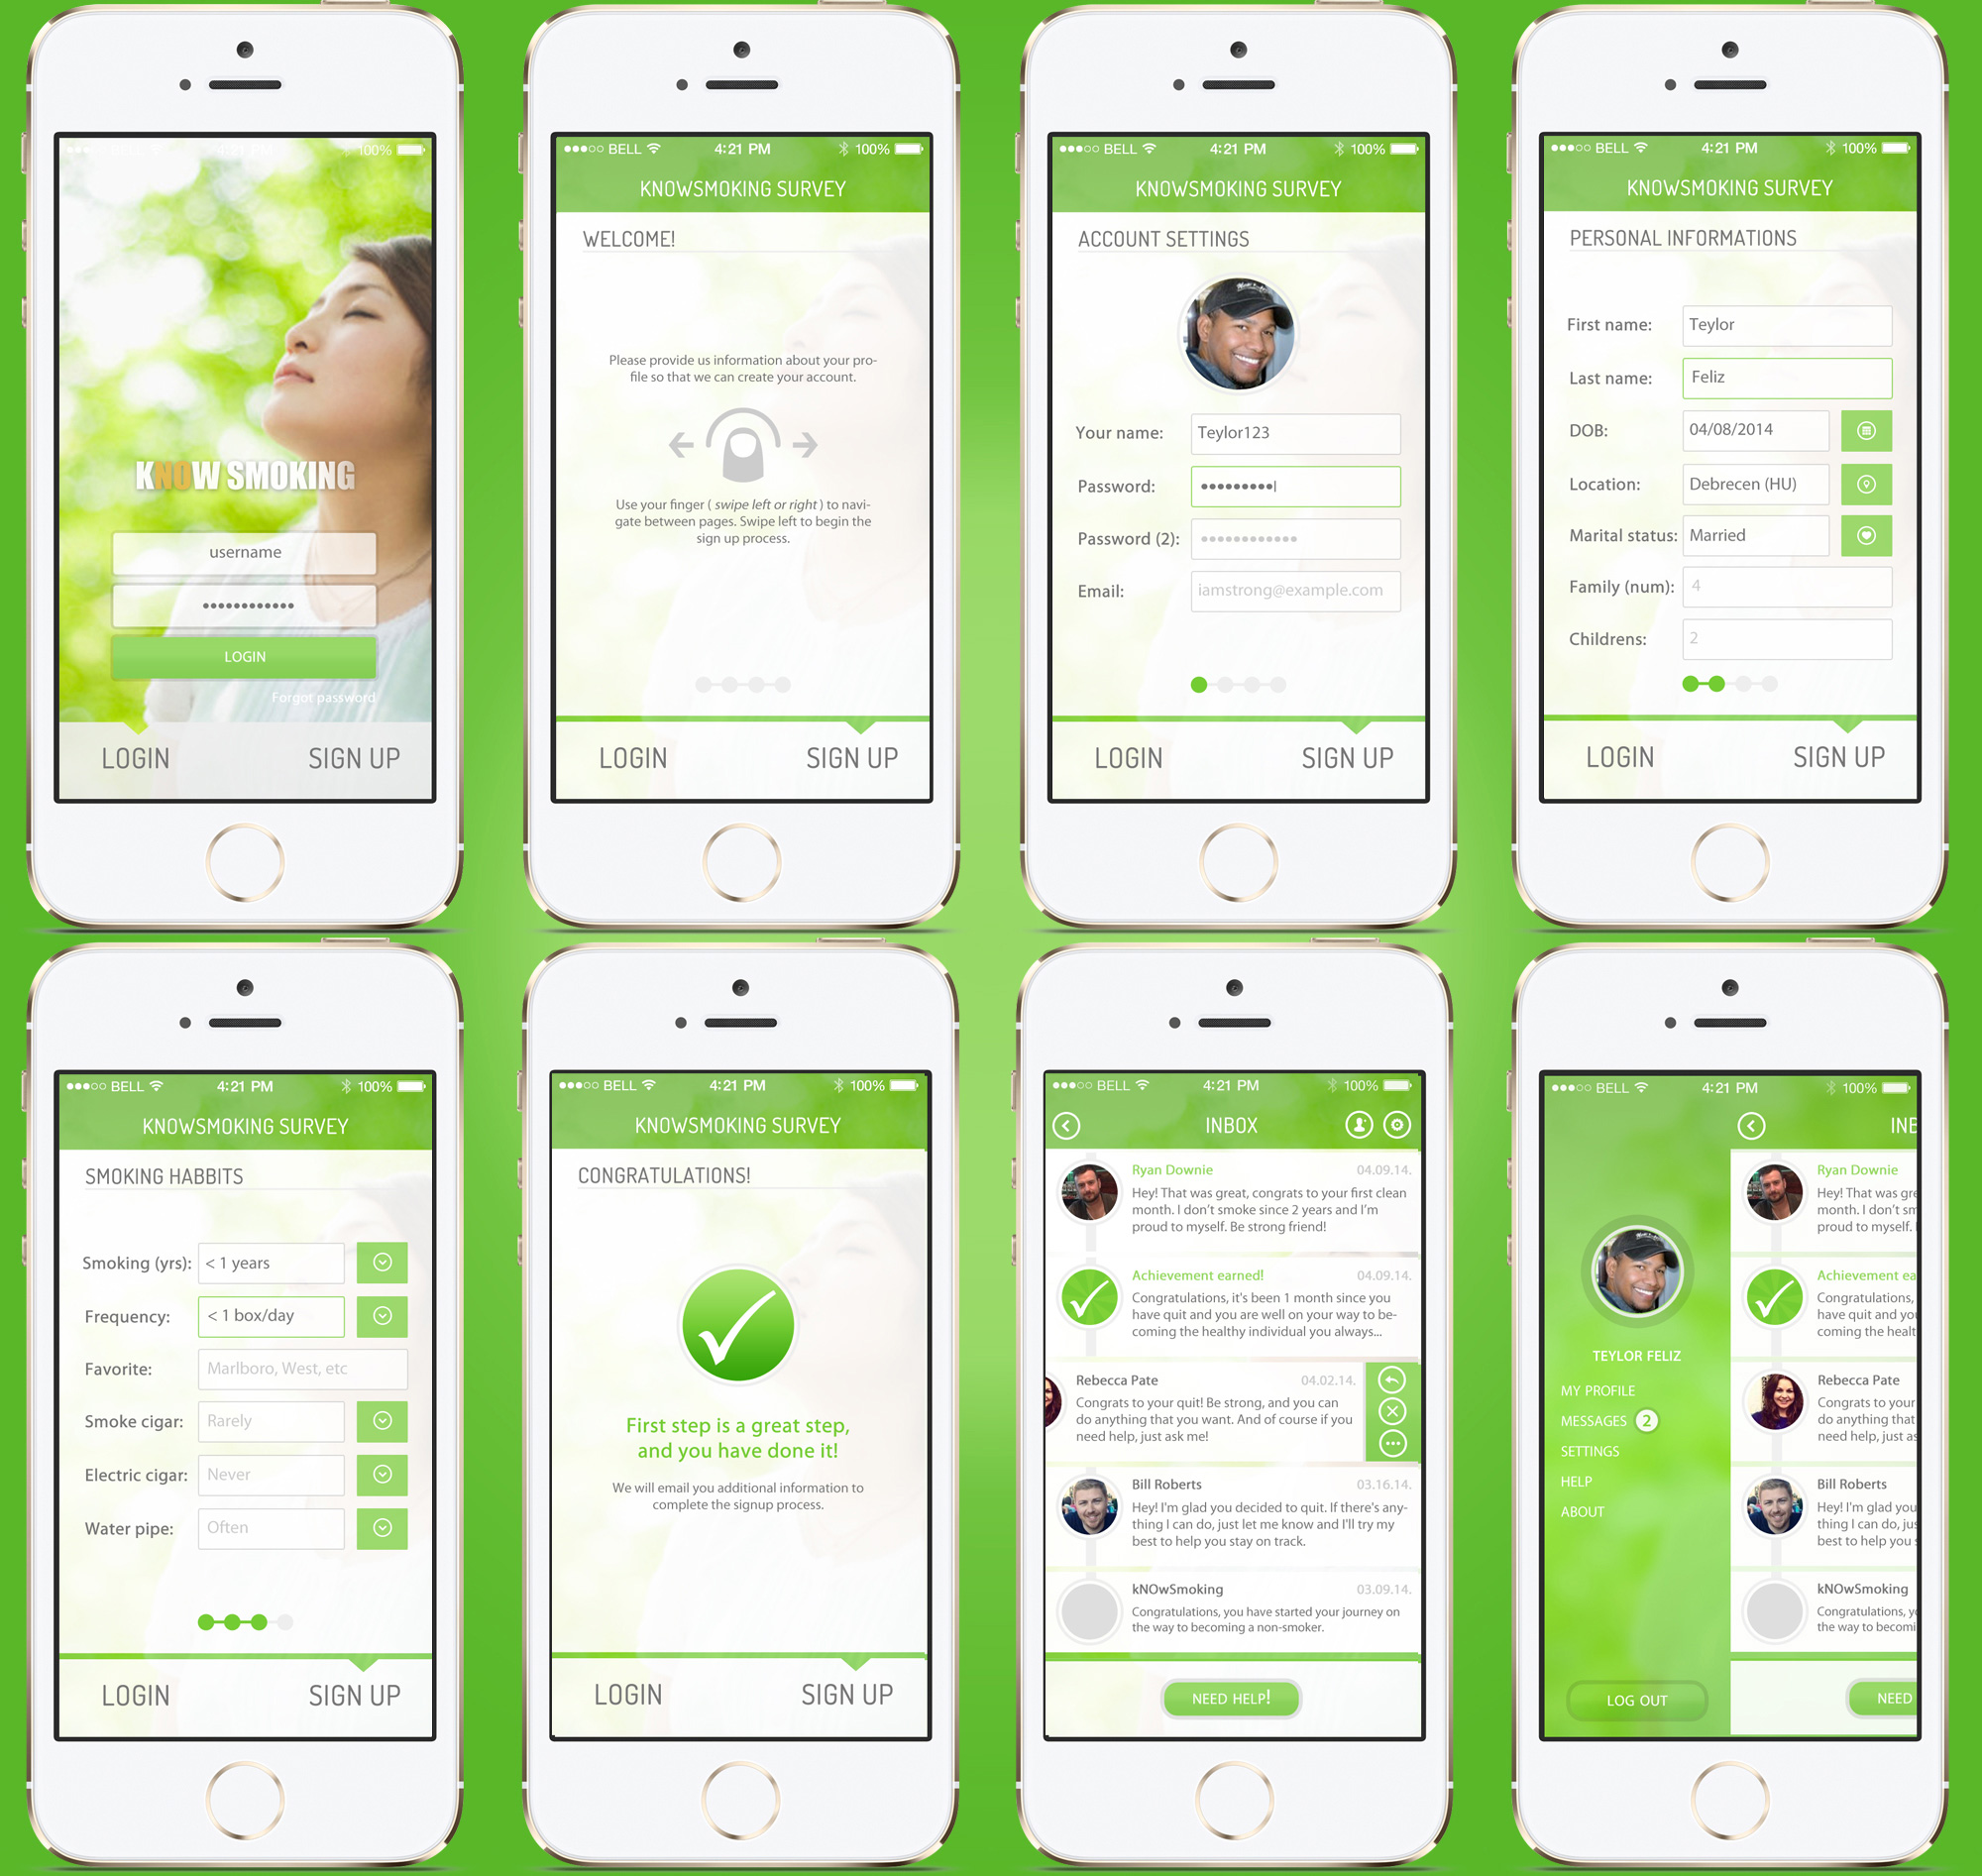 BELL 4:21 PM 100%
KNOW SMOKING
username
LOGIN
Forgot password
LOGIN SIGN UP
BELL 4:21 PM 100%
KNOWSMOKING SURVEY
WELCOME!
Please provide us information about your pro-
file so that we can create your account.
Use your finger ( swipe left or right ) to navi-
gate between pages. Swipe left to begin the
sign up process.
LOGIN SIGN UP
BELL 4:21 PM 100%
KNOWSMOKING SURVEY
ACCOUNT SETTINGS
Your name: Teylor123
Password:
Password (2):
Email: iamstrong@example.com
LOGIN SIGN UP
BELL 4:21 PM 100%
KNOWSMOKING SURVEY
PERSONAL INFORMATIONS
First name: Teylor
Last name: Feliz
DOB: 04/08/2014
Location: Debrecen (HU)
Marital status: Married
Family (num): 4
Childrens: 2
LOGIN SIGN UP
BELL 4:21 PM 100%
KNOWSMOKING SURVEY
SMOKING HABBITS
Smoking (yrs): < 1 years
Frequency: < 1 box/day
Favorite: Marlboro, West, etc
Smoke cigar: Rarely
Electric cigar: Never
Water pipe: Often
LOGIN SIGN UP
BELL 4:21 PM 100%
KNOWSMOKING SURVEY
CONGRATULATIONS!
First step is a great step,
and you have done it!
We will email you additional information to
complete the signup process.
LOGIN SIGN UP
BELL 4:21 PM 100%
INBOX
Ryan Downie 04.09.14.
Hey! That was great, congrats to your first clean
month. I don't smoke since 2 years and I'm
proud to myself. Be strong friend!
Achievement earned! 04.09.14.
Congratulations, it's been 1 month since you
have quit and you are well on your way to be-
coming the healthy individual you always...
Rebecca Pate 04.02.14.
Congrats to your quit! Be strong, and you can
do anything that you want. And of course if you
need help, just ask me!
Bill Roberts 03.16.14.
Hey! I'm glad you decided to quit. If there's any-
thing I can do, just let me know and I'll try my
best to help you stay on track.
kNOwSmoking 03.09.14.
Congratulations, you have started your journey on
the way to becoming a non-smoker.
NEED HELP!
BELL 4:21 PM 100%
TEYLOR FELIZ
MY PROFILE
MESSAGES 2
SETTINGS
HELP
ABOUT
LOG OUT
INB
Ryan Downie
Hey! That was gre
month. I don't sm
proud to myself.
Achievement ea
Congratulations,
have quit and you
coming the healt
Rebecca Pate
Congrats to your
do anything that
need help, just as
Bill Roberts
Hey! I'm glad you
thing I can do, jus
best to help you s
kNOwSmoking
Congratulations, y
the way to becomi
NEED